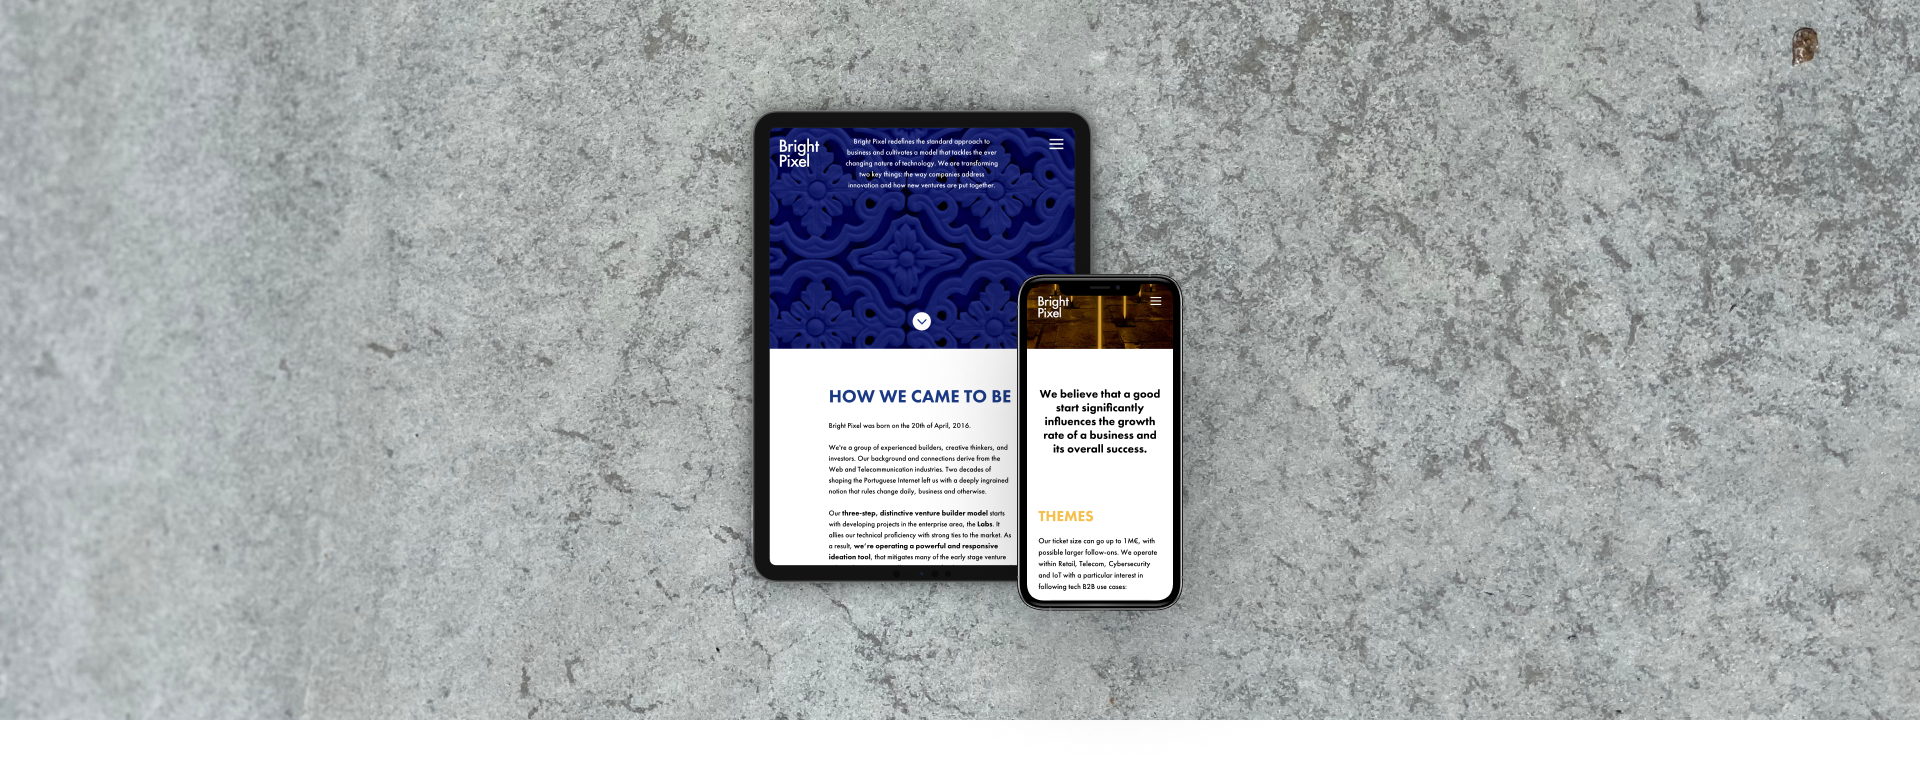 Bright
Pixel
Bright Pixel redefines the standard approach to
business and cultivates a model that tackles the ever
changing nature of technology. We are transforming
two key things: the way companies address
innovation and how new ventures are put together.
HOW WE CAME TO BE
Bright Pixel was born on the 20th of April, 2016.
We're a group of experienced builders, creative thinkers, and
investors. Our background and connections derive from the
Web and Telecommunication industries. Two decades of
shaping the Portuguese Internet left us with a deeply ingrained
notion that rules change daily, business and otherwise.
Our three-step, distinctive venture builder model starts
with developing projects in the enterprise area, the Labs. It
allies our technical proficiency with strong ties to the market. As
a result, we're operating a powerful and responsive
ideation tool, that mitigates many of the early stage venture
Bright
Pixel
We believe that a good
start significantly
influences the growth
rate of a business and
its overall success.
THEMES
Our ticket size can go up to 1M€, with
possible larger follow-ons. We operate
within Retail, Telecom, Cybersecurity
and IoT with a particular interest in
following tech B2B use cases: